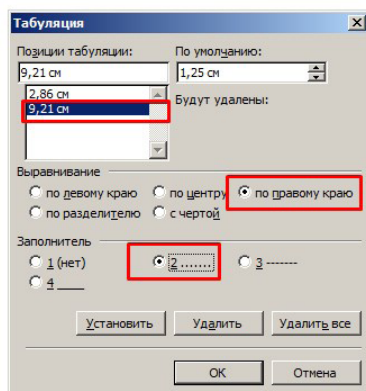 Табуляция
Позиции табуляции: По умолчанию:
9,21 см 1,25 см
2,86 см
9,21 см
Будут удалены:
Выравнивание
по левому краю по центру по правому краю
по разделителю с чертой
Заполнитель
1 (нет) 2 ....... 3 -------
4 ____
Установить Удалить Удалить все
ОК Отмена